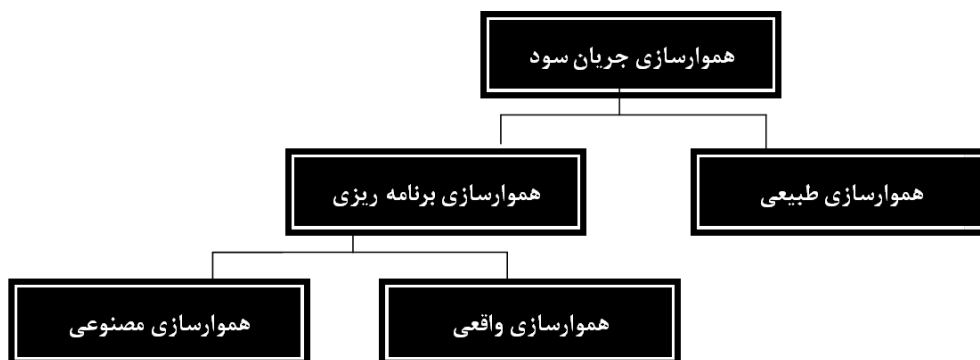 هموارسازی جریان سود
هموارسازی طبیعی
هموارسازی برنامه ریزی
هموارسازی واقعی
هموارسازی مصنوعی